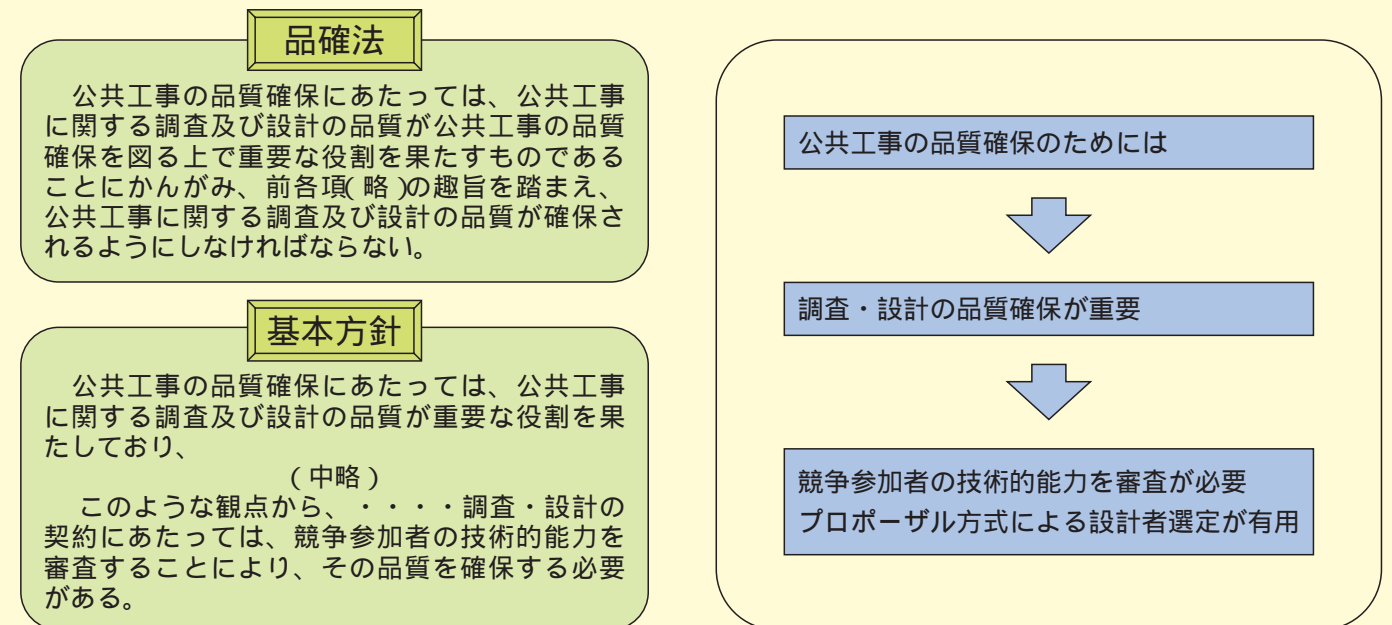 品確法
公共工事の品質確保にあたっては、公共工事
に関する調査及び設計の品質が公共工事の品質
確保を図る上で重要な役割を果たすものである
ことにかんがみ、前各項(略)の趣旨を踏まえ、
公共工事に関する調査及び設計の品質が確保さ
れるようにしなければならない。
基本方針
公共工事の品質確保にあたっては、公共工事
に関する調査及び設計の品質が重要な役割を果
たしており、
(中略)
このような観点から、・・・・調査・設計の
契約にあたっては、競争参加者の技術的能力を
審査することにより、その品質を確保する必要
がある。
公共工事の品質確保のためには
調査・設計の品質確保が重要
競争参加者の技術的能力を審査が必要
プロポーザル方式による設計者選定が有用